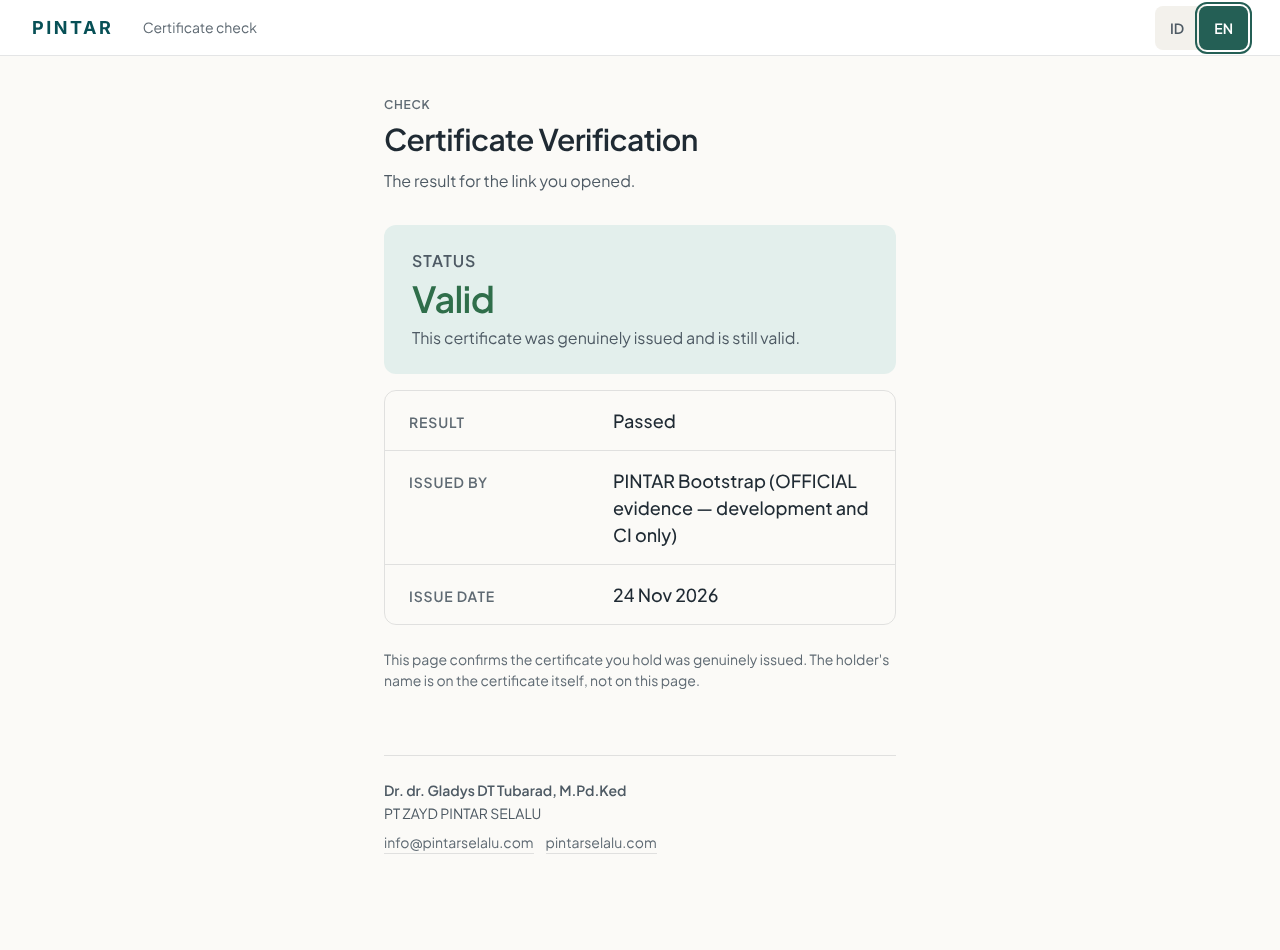 PINTAR
Certificate check
ID
EN
CHECK
Certificate Verification
The result for the link you opened.
STATUS
Valid
This certificate was genuinely issued and is still valid.
RESULT
Passed
ISSUED BY
PINTAR Bootstrap (OFFICIAL
evidence — development and
CI only)
ISSUE DATE
24 Nov 2026
This page confirms the certificate you hold was genuinely issued. The holder's
name is on the certificate itself, not on this page.
Dr. dr. Gladys DT Tubarad, M.Pd.Ked
PT ZAYD PINTAR SELALU
info@pintarselalu.com pintarselalu.com